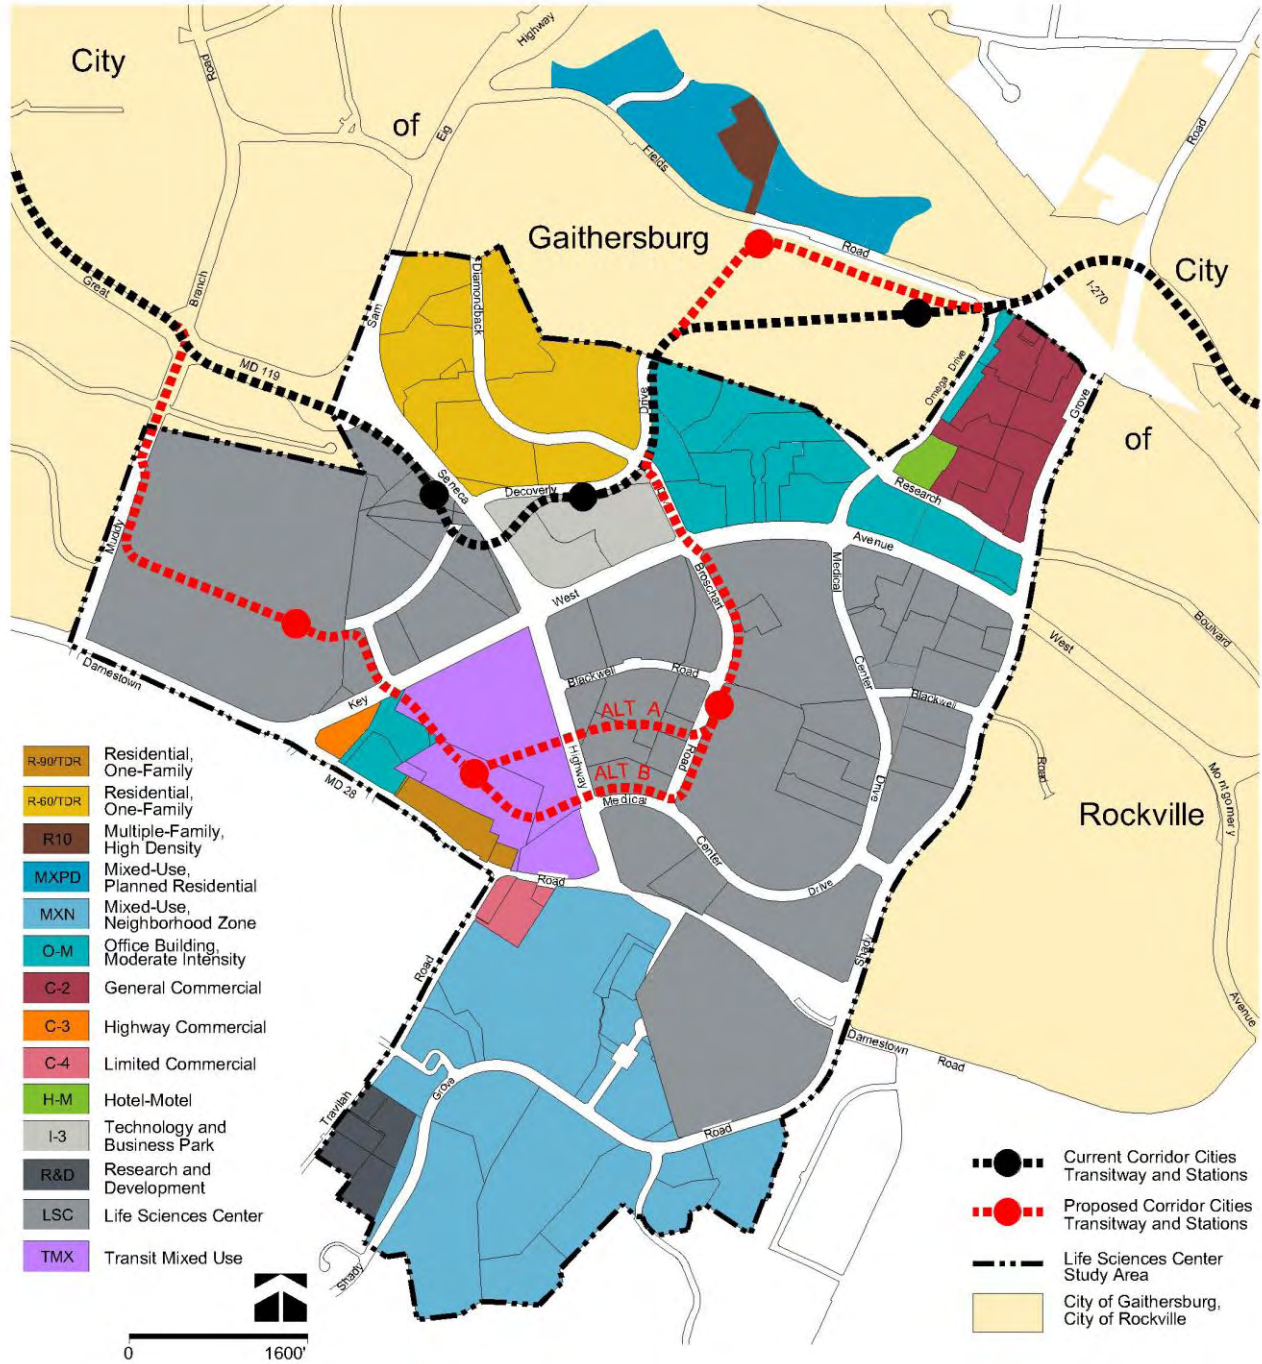 City
of
Gaithersburg
City
of
Rockville
Road
Highway
Eig
Fields
Road
Road
Great
Branch
MD 119
Sam
Diamondback
Drive
Omega Drive
I-270
Grove
Seneca
Decoverly
Research
Muddy
West
Broschart
Avenue
Medical
Boulvard
West
Center
Blackwell
Darnestown
Key
Blackwell
Road
ALT A
Highway
ALT B
Medical
Road
Drive
Road
Montgomery
MD 28
Center
Drive
Road
Shady
Avenue
Road
Darnestown
Road
Grove
Travilah
Road
Shady
R-90/TDR
Residential,
One-Family
R-60/TDR
Residential,
One-Family
R10
Multiple-Family,
High Density
MXPD
Mixed-Use,
Planned Residential
MXN
Mixed-Use,
Neighborhood Zone
O-M
Office Building,
Moderate Intensity
C-2
General Commercial
C-3
Highway Commercial
C-4
Limited Commercial
H-M
Hotel-Motel
I-3
Technology and
Business Park
R&D
Research and
Development
LSC
Life Sciences Center
TMX
Transit Mixed Use
0
1600'
Current Corridor Cities
Transitway and Stations
Proposed Corridor Cities
Transitway and Stations
Life Sciences Center
Study Area
City of Gaithersburg,
City of Rockville